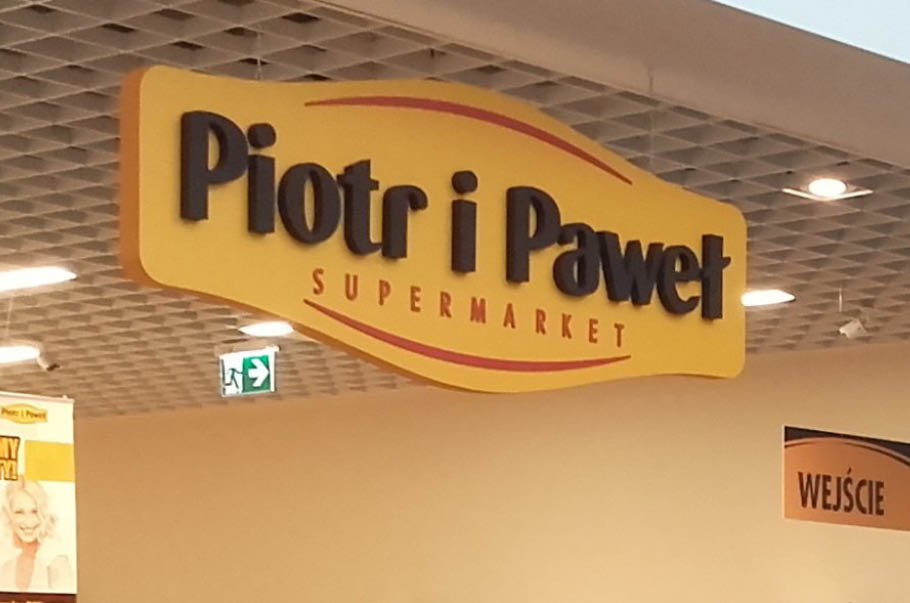 Piotr i Paweł
SUPERMARKET
Piotr i Paweł
WEJŚCIE